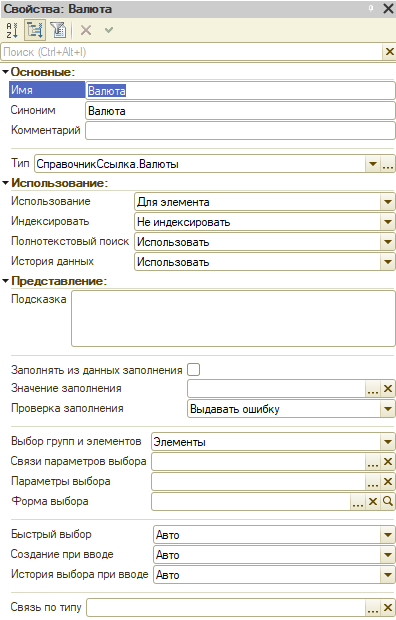 Свойства: Валюта
Поиск (Ctrl+Alt+I)
Основные:
Имя Валюта
Синоним Валюта
Комментарий
Тип СправочникСсылка.Валюты
Использование:
Использование Для элемента
Индексировать Не индексировать
Полнотекстовый поиск Использовать
История данных Использовать
Представление:
Подсказка
Заполнять из данных заполнения
Значение заполнения
Проверка заполнения Выдавать ошибку
Выбор групп и элементов Элементы
Связи параметров выбора
Параметры выбора
Форма выбора
Быстрый выбор Авто
Создание при вводе Авто
История выбора при вводе Авто
Связь по типу